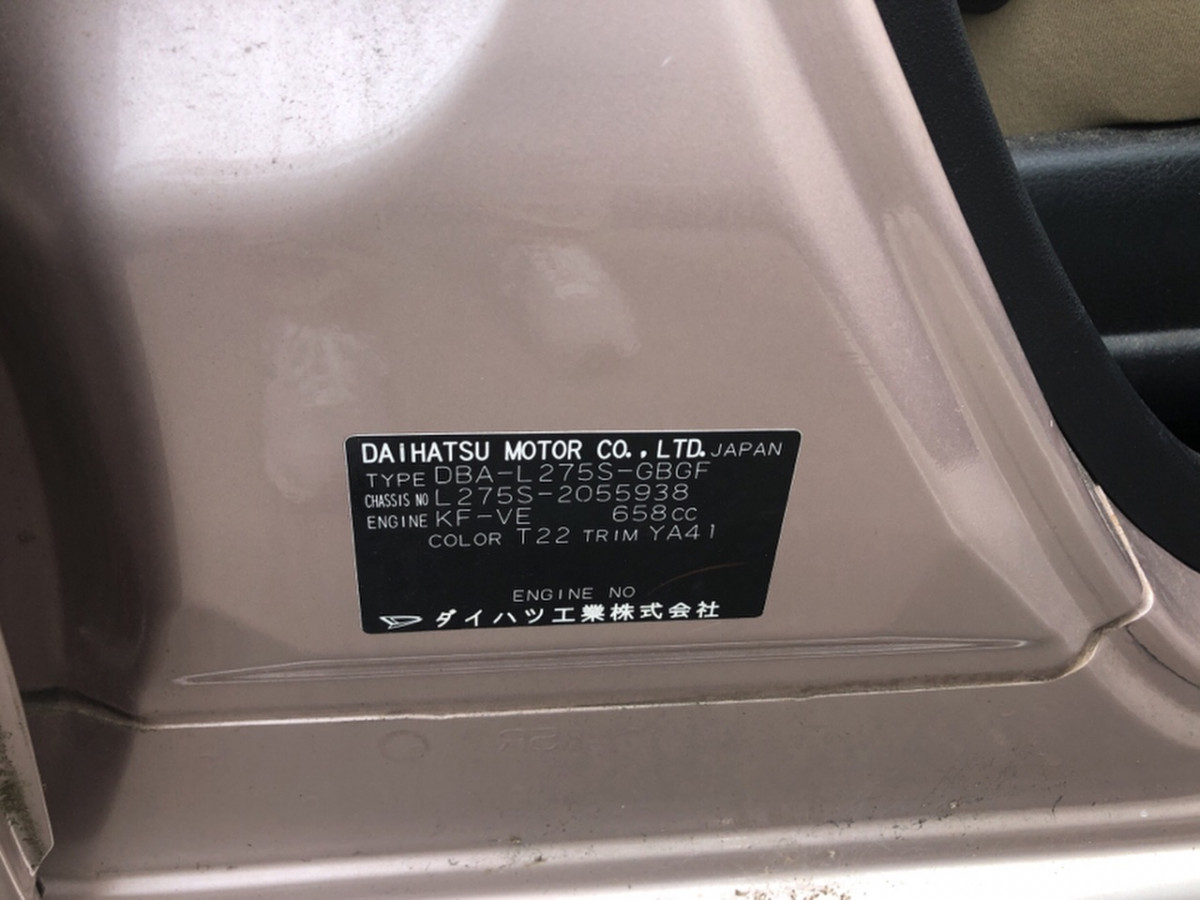 DAIHATSU MOTOR CO., LTD. JAPAN
TYPE DBA-L275S-GBGF
CHASSIS NO L275S-2055938
ENGINE KF-VE 658cc
COLOR T22 TRIM YA41
ENGINE NO
ダイハツ工業株式会社